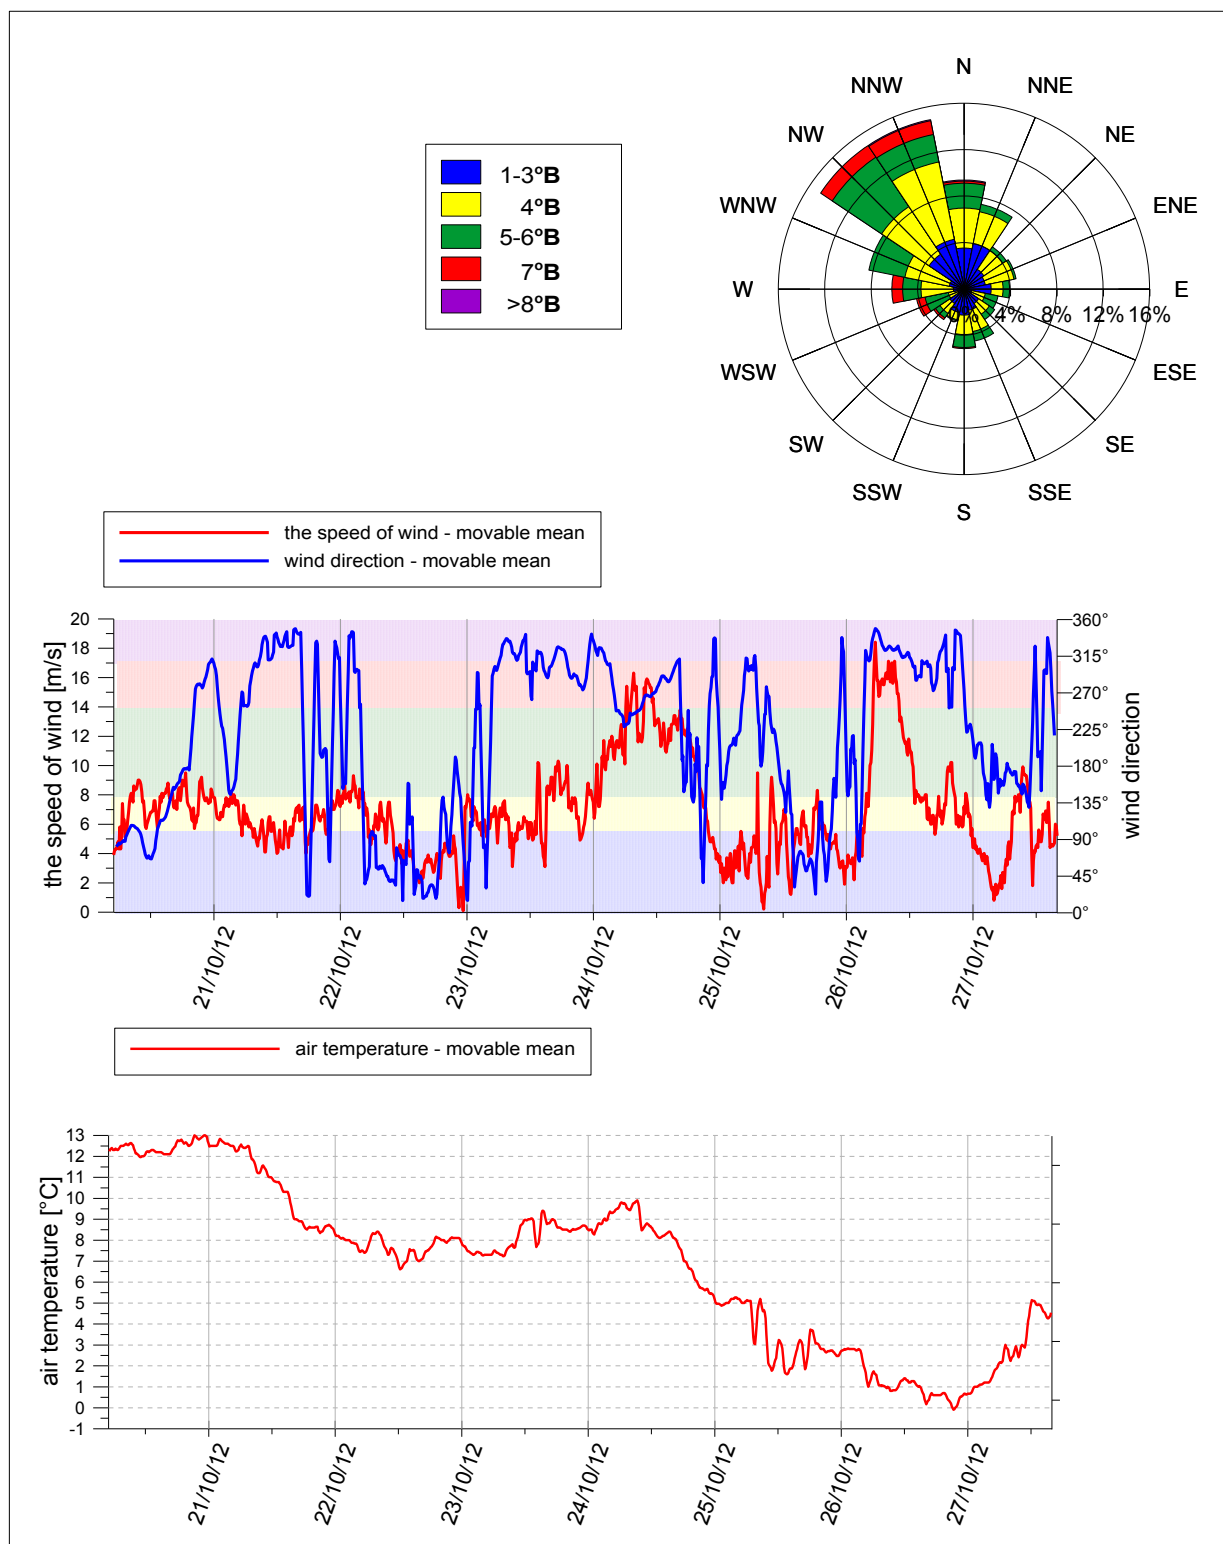 N
NNW
NNE
NW
NE
WNW
ENE
W
E
WSW
ESE
SW
SE
SSW
SSE
S
0% 4% 8% 12% 16%
1-3ºB
4ºB
5-6ºB
7ºB
>8ºB
the speed of wind - movable mean
wind direction - movable mean
the speed of wind [m/s]
20
18
16
14
12
10
8
6
4
2
0
360°
315°
270°
225°
180°
135°
90°
45°
0°
wind direction
21/10/12 22/10/12 23/10/12 24/10/12 25/10/12 26/10/12 27/10/12
air temperature - movable mean
air temperature [°C]
13
12
11
10
9
8
7
6
5
4
3
2
1
0
-1
21/10/12 22/10/12 23/10/12 24/10/12 25/10/12 26/10/12 27/10/12